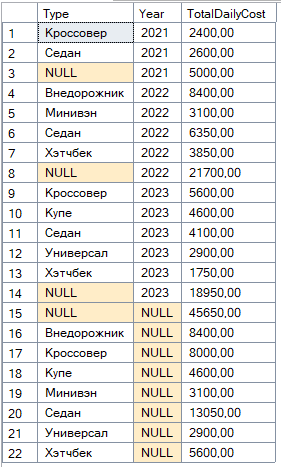 Type Year TotalDailyCost
1 Кроссовер 2021 2400,00
2 Седан 2021 2600,00
3 NULL 2021 5000,00
4 Внедорожник 2022 8400,00
5 Минивэн 2022 3100,00
6 Седан 2022 6350,00
7 Хэтчбек 2022 3850,00
8 NULL 2022 21700,00
9 Кроссовер 2023 5600,00
10 Купе 2023 4600,00
11 Седан 2023 4100,00
12 Универсал 2023 2900,00
13 Хэтчбек 2023 1750,00
14 NULL 2023 18950,00
15 NULL NULL 45650,00
16 Внедорожник NULL 8400,00
17 Кроссовер NULL 8000,00
18 Купе NULL 4600,00
19 Минивэн NULL 3100,00
20 Седан NULL 13050,00
21 Универсал NULL 2900,00
22 Хэтчбек NULL 5600,00